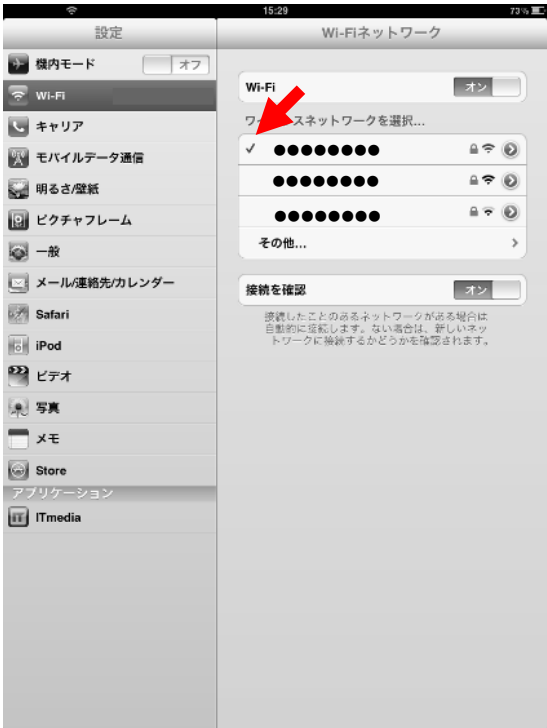 15:29
73%
設定
Wi-Fiネットワーク
機内モード
オフ
Wi-Fi
キャリア
モバイルデータ通信
明るさ/壁紙
ピクチャフレーム
一般
メール/連絡先/カレンダー
Safari
iPod
ビデオ
写真
メモ
Store
アプリケーション
ITmedia
Wi-Fi
オン
スネットワークを選択...
●●●●●●●●
●●●●●●●●
●●●●●●●●
その他...
接続を確認
オン
接続したことのあるネットワークがある場合は
自動的に接続します。ない場合は、新しいネッ
トワークに接続するかどうかを確認されます。